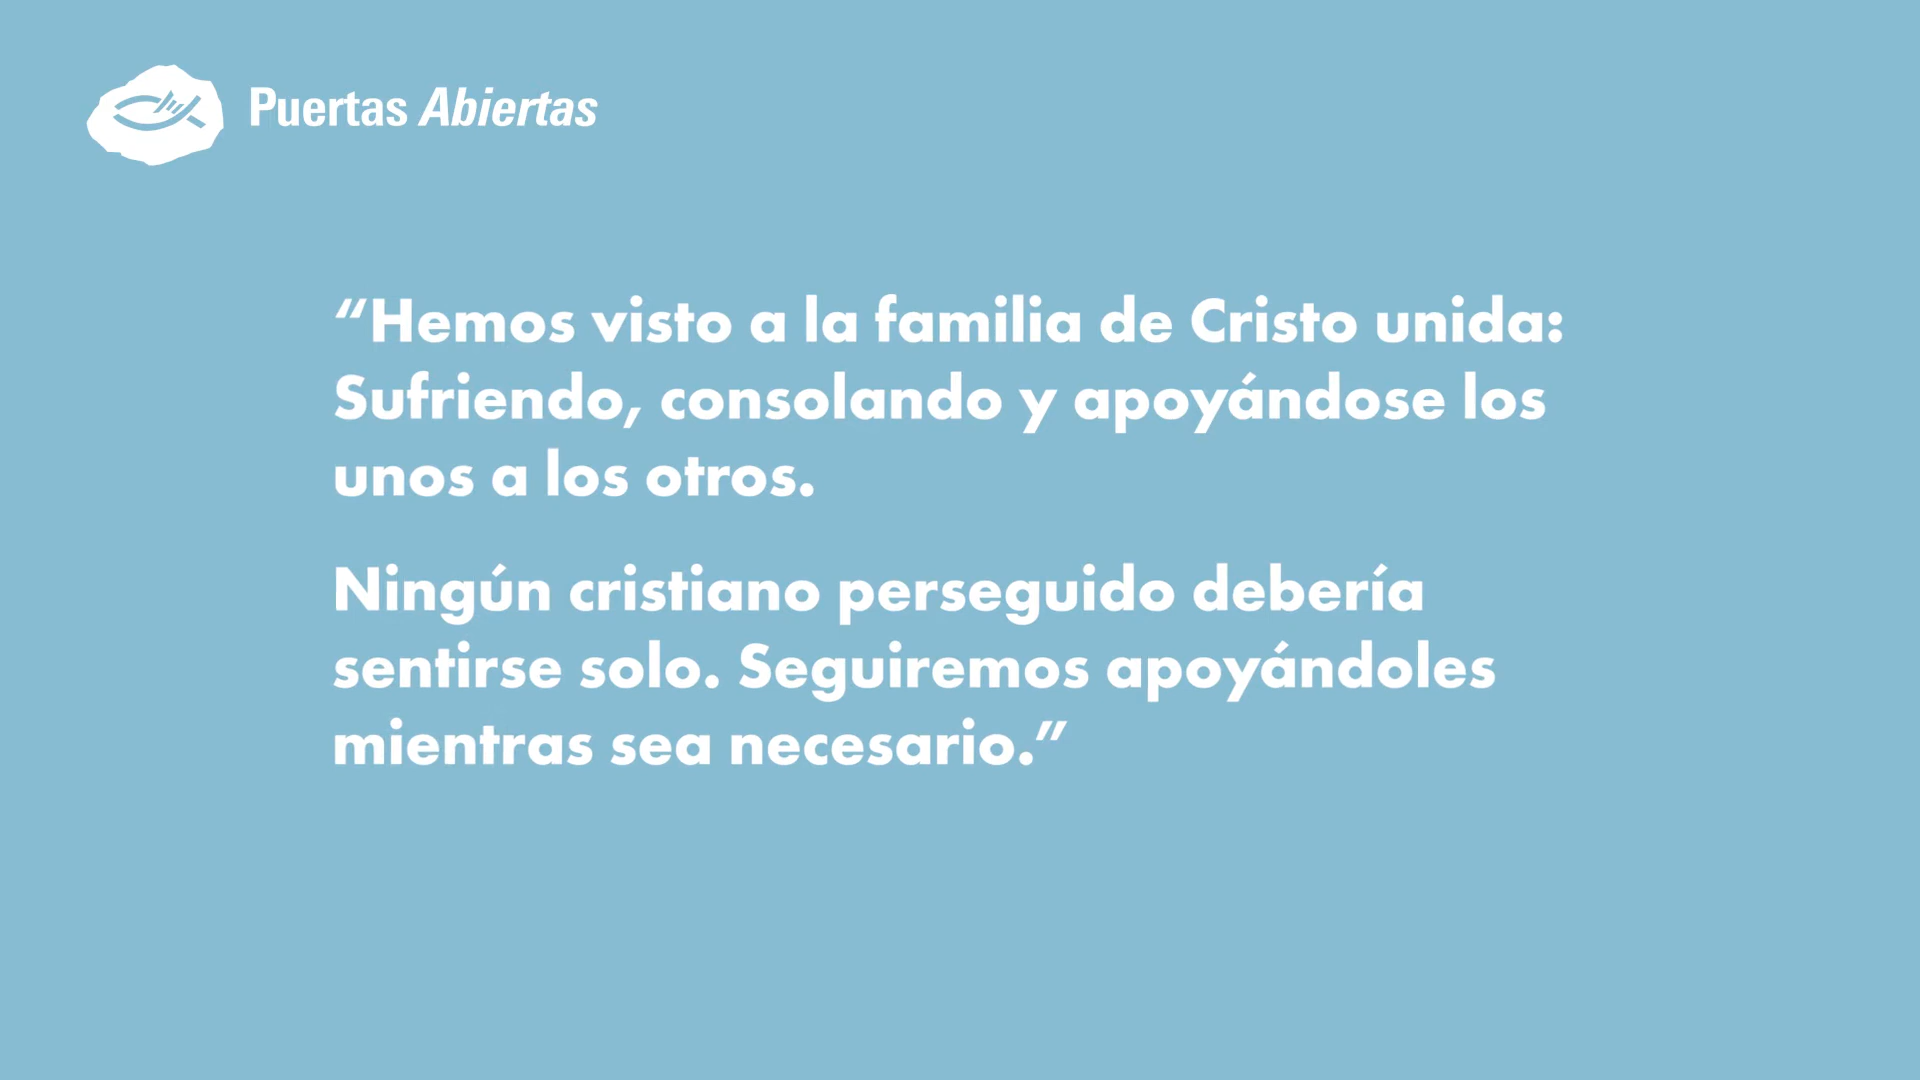 Puertas Abiertas
“Hemos visto a la familia de Cristo unida:
Sufriendo, consolando y apoyándose los
unos a los otros.
Ningún cristiano perseguido debería
sentirse solo. Seguiremos apoyándoles
mientras sea necesario.”